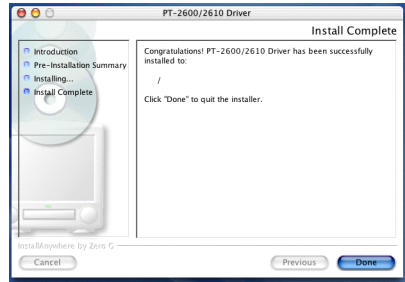 PT-2600/2610 Driver
Install Complete
Introduction
Pre-Installation Summary
Installing...
Install Complete
Congratulations! PT-2600/2610 Driver has been successfully
installed to:
/
Click "Done" to quit the installer.
InstallAnywhere by Zero G
Cancel
Previous
Done